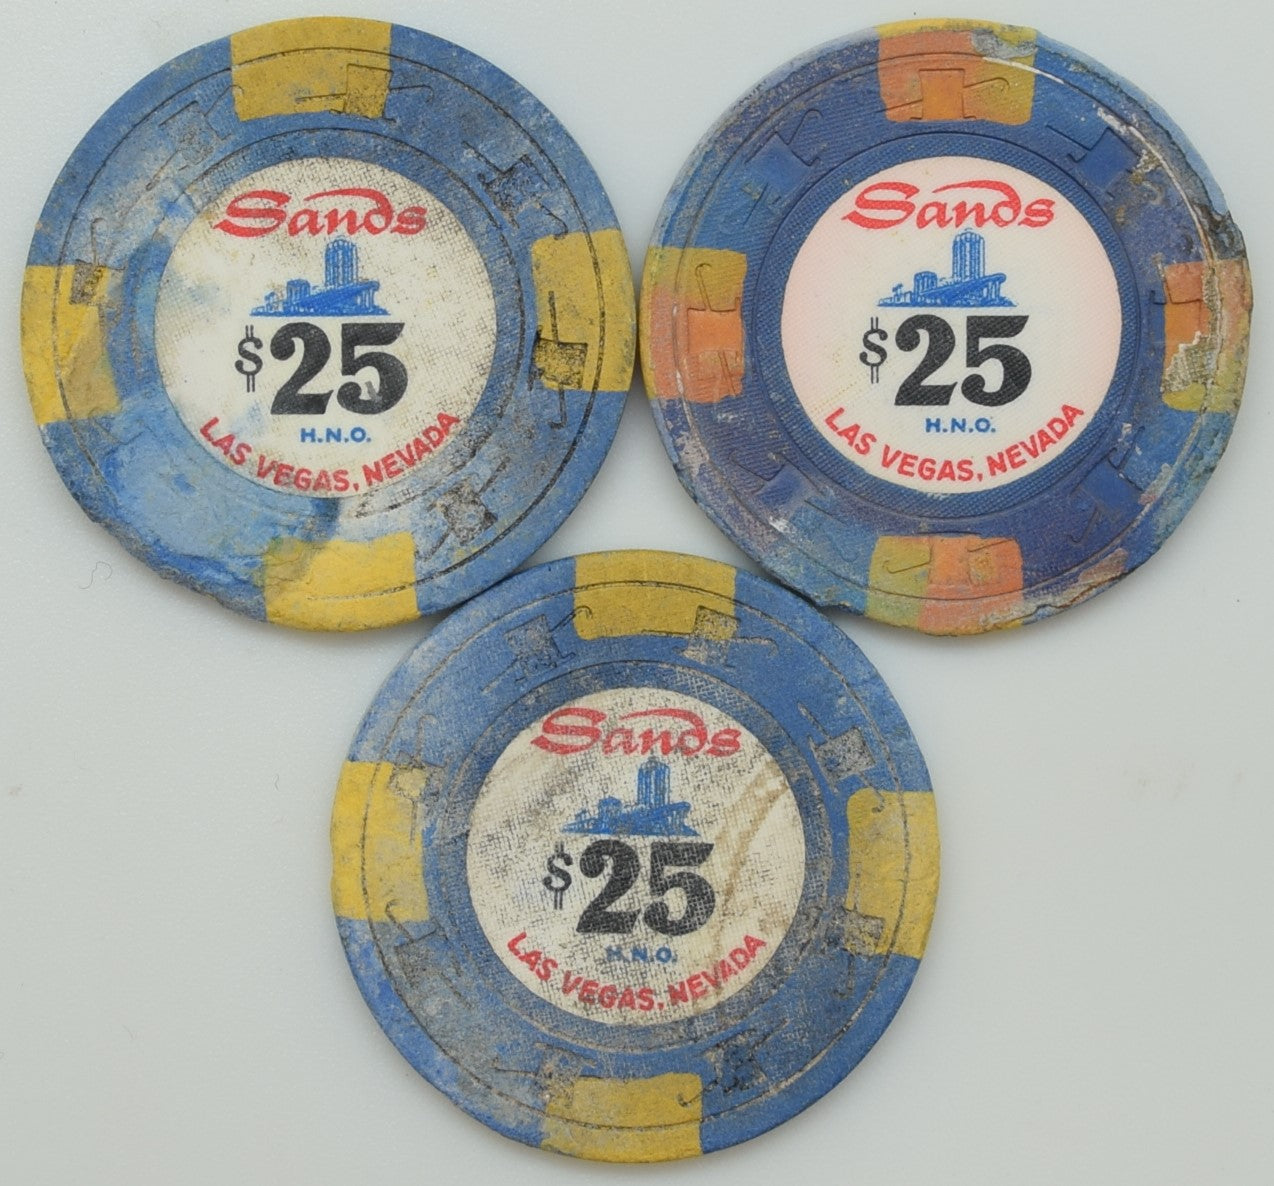 Sands
$25
H.N.O.
LAS VEGAS, NEVADA
Sands
$25
H.N.O.
LAS VEGAS, NEVADA
Sands
$25
H.N.O.
LAS VEGAS, NEVADA